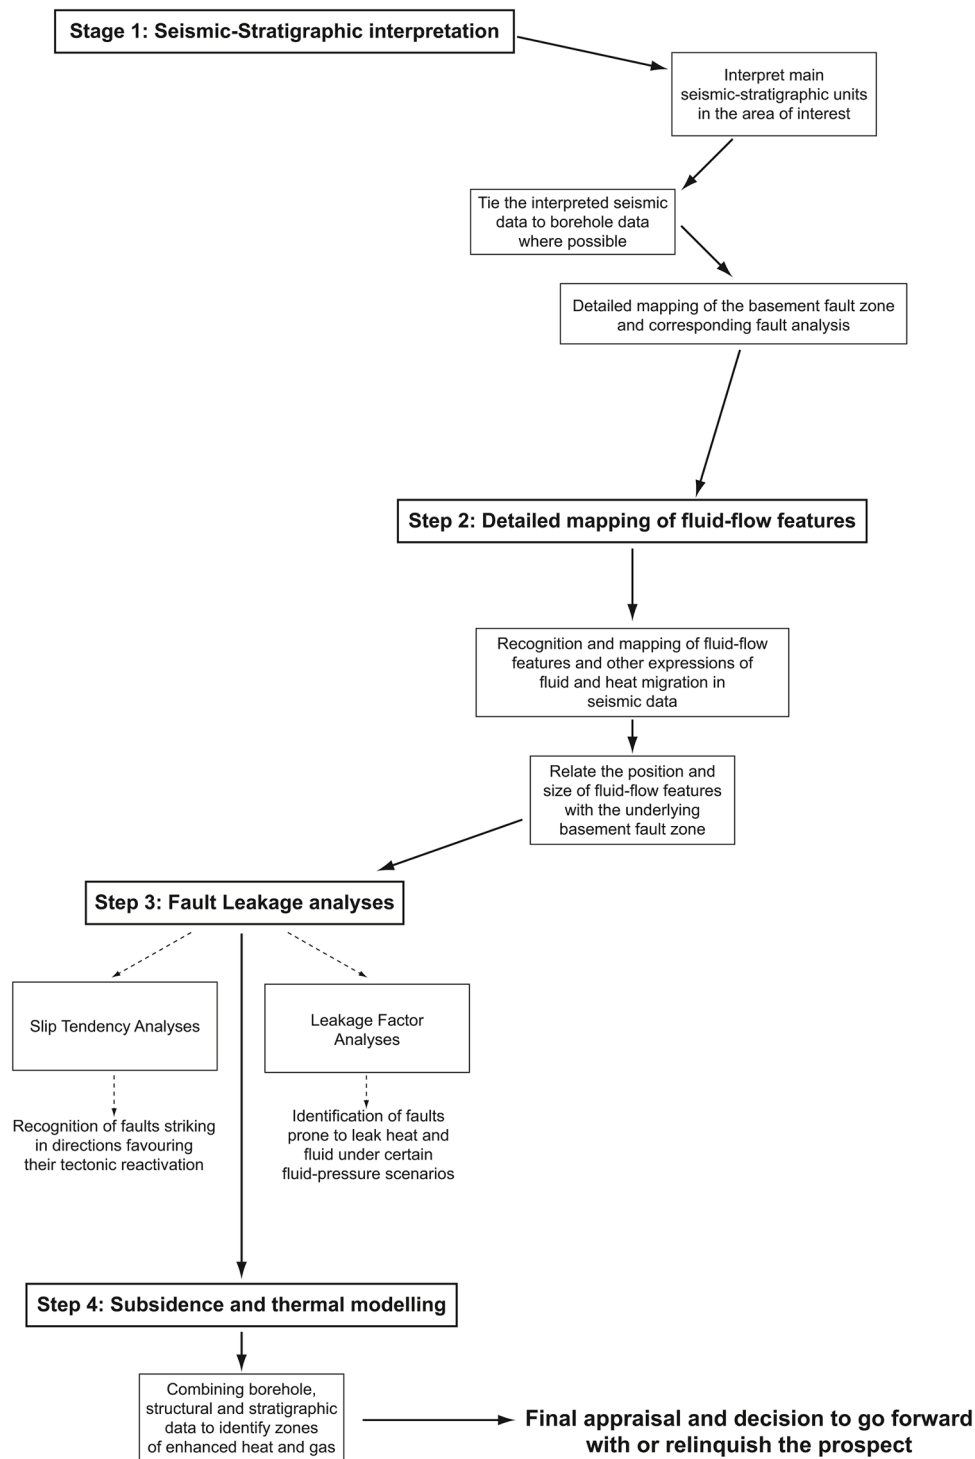 Stage 1: Seismic-Stratigraphic interpretation
Interpret main
seismic-stratigraphic units
in the area of interest
Tie the interpreted seismic
data to borehole data
where possible
Detailed mapping of the basement fault zone
and corresponding fault analysis
Step 2: Detailed mapping of fluid-flow features
Recognition and mapping of fluid-flow
features and other expressions of
fluid and heat migration in
seismic data
Relate the position and
size of fluid-flow features
with the underlying
basement fault zone
Step 3: Fault Leakage analyses
Slip Tendency Analyses
Recognition of faults striking
in directions favouring
their tectonic reactivation
Leakage Factor
Analyses
Identification of faults
prone to leak heat and
fluid under certain
fluid-pressure scenarios
Step 4: Subsidence and thermal modelling
Combining borehole,
structural and stratigraphic
data to identify zones
of enhanced heat and gas
Final appraisal and decision to go forward
with or relinquish the prospect